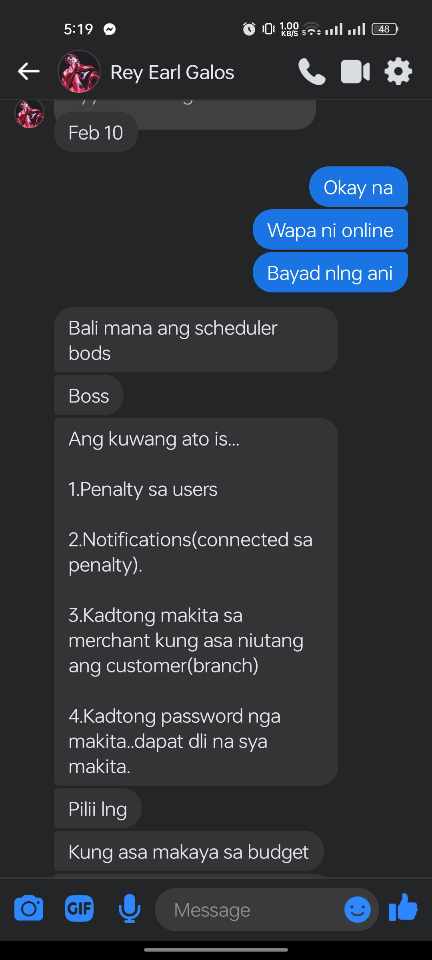 5:19
1.00
KB/S
5
48
Rey Earl Galos
Feb 10
Okay na
Wapa ni online
Bayad nlng ani
Bali mana ang scheduler
bods
Boss
Ang kuwang ato is...
1.Penalty sa users
2.Notifications(connected sa
penalty).
3.Kadtong makita sa
merchant kung asa niutang
ang customer(branch)
4.Kadtong password nga
makita..dapat dli na sya
makita.
Pilii lng
Kung asa makaya sa budget
GIF
Message